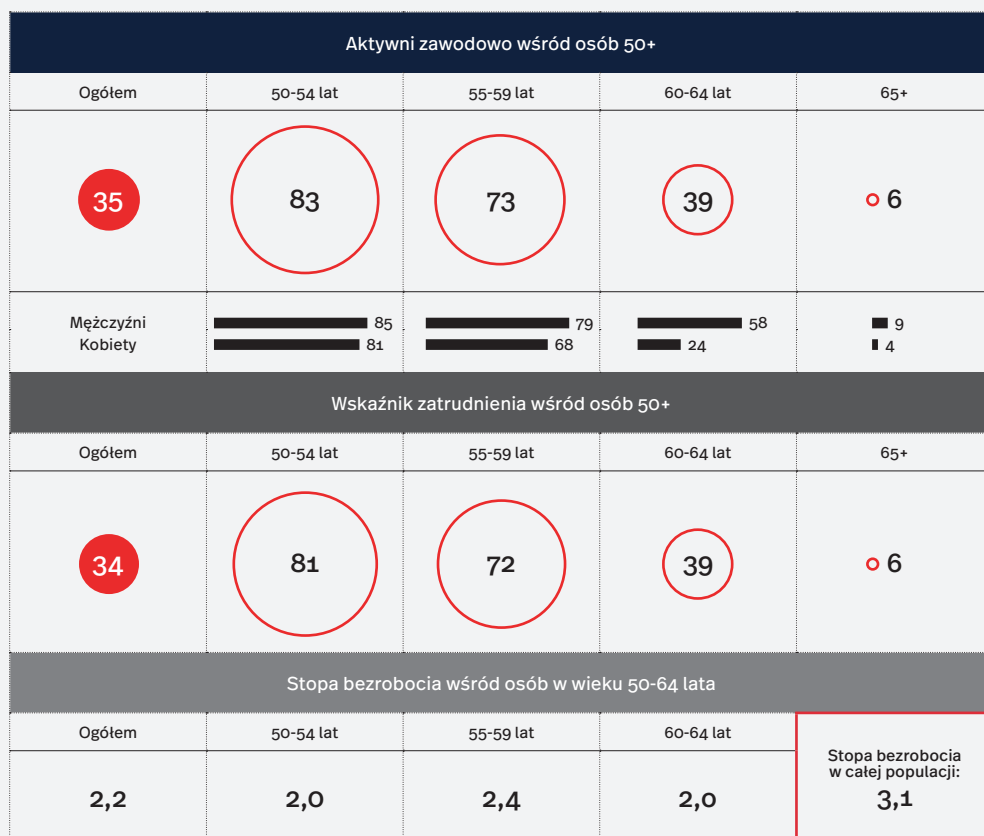 Aktywni zawodowo wśród osób 50+
Ogółem 50-54 lat 55-59 lat 60-64 lat 65+
35 83 73 39 6
Mężczyźni 85 79 58 9
Kobiety 81 68 24 4
Wskaźnik zatrudnienia wśród osób 50+
Ogółem 50-54 lat 55-59 lat 60-64 lat 65+
34 81 72 39 6
Stopa bezrobocia wśród osób w wieku 50-64 lata
Ogółem 50-54 lat 55-59 lat 60-64 lat
2,2 2,0 2,4 2,0
Stopa bezrobocia
w całej populacji:
3,1